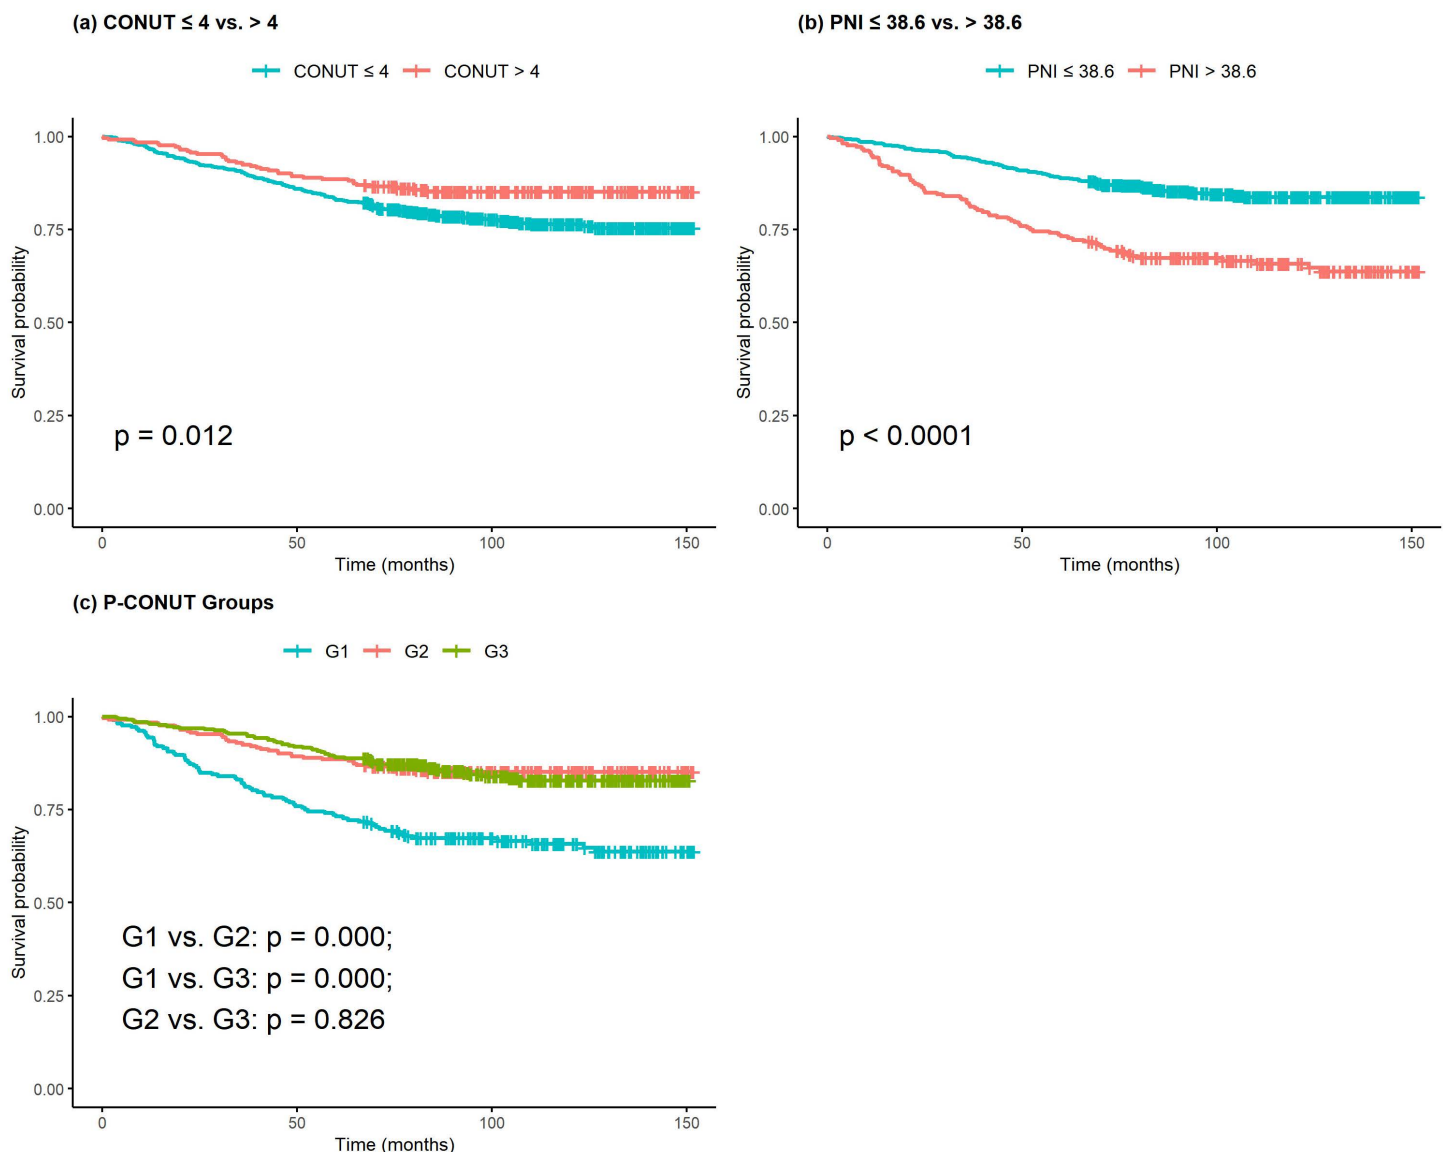 (a) CONUT ≤ 4 vs. > 4
CONUT ≤ 4 CONUT > 4
1.00
0.75
0.50
0.25
0.00
Survival probability
p = 0.012
0 50 100 150
Time (months)
(b) PNI ≤ 38.6 vs. > 38.6
PNI ≤ 38.6 PNI > 38.6
1.00
0.75
0.50
0.25
0.00
Survival probability
p < 0.0001
0 50 100 150
Time (months)
(c) P-CONUT Groups
G1 G2 G3
1.00
0.75
0.50
0.25
0.00
Survival probability
G1 vs. G2: p = 0.000;
G1 vs. G3: p = 0.000;
G2 vs. G3: p = 0.826
0 50 100 150
Time (months)